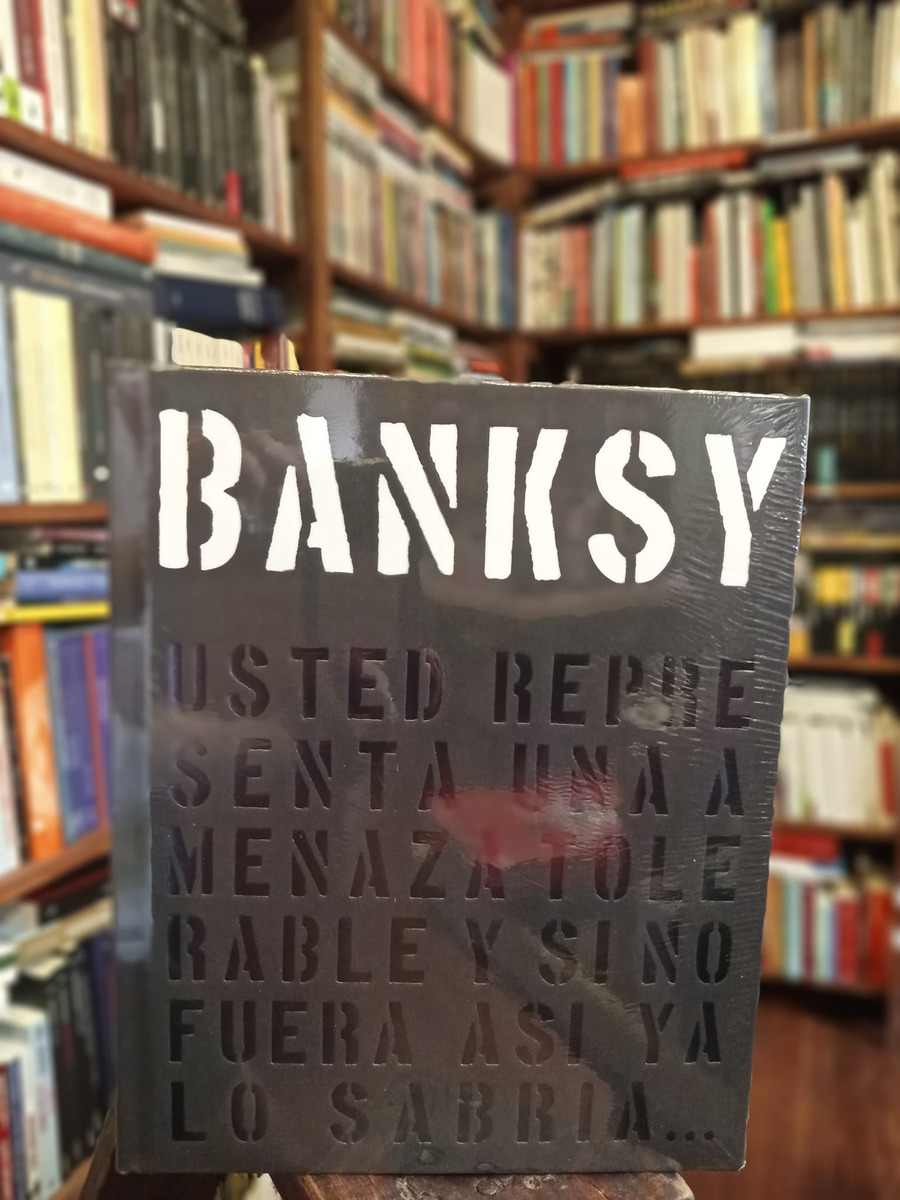 BANKSY
USTED REPRE
SENTA UNA A
MENAZA TOLE
RABLE Y SI NO
FUERA ASI YA
LO SABRIA...